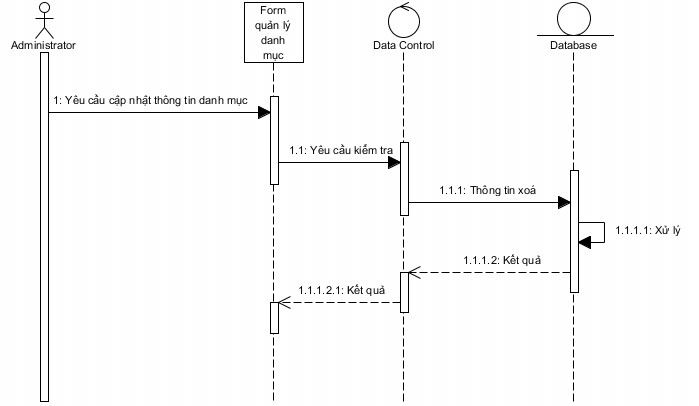 Form
quản lý
danh
mục
Administrator
Data Control
Database
1: Yêu cầu cập nhật thông tin danh mục
1.1: Yêu cầu kiểm tra
1.1.1: Thông tin xoá
1.1.1.1: Xử lý
1.1.1.2: Kết quả
1.1.1.2.1: Kết quả